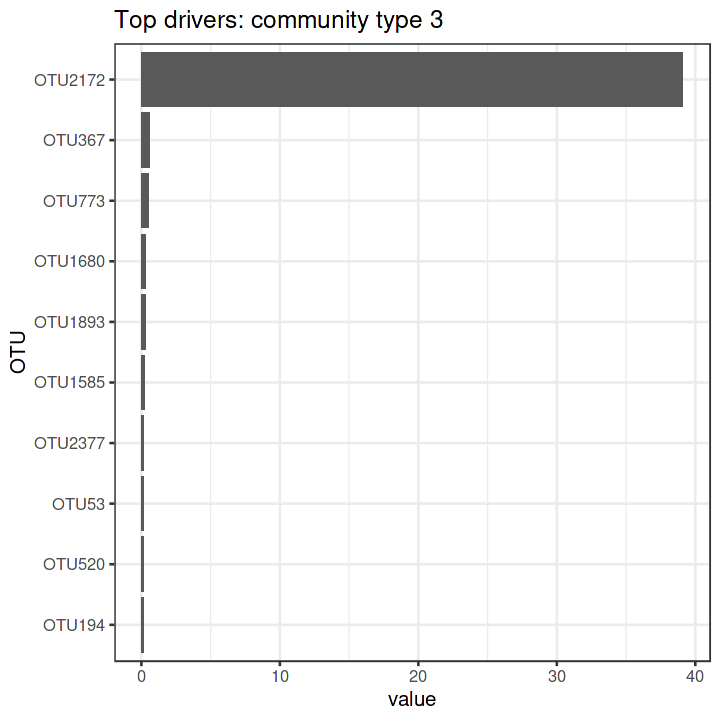 Top drivers: community type 3
OTU
OTU2172
OTU367
OTU773
OTU1680
OTU1893
OTU1585
OTU2377
OTU53
OTU520
OTU194
0 10 20 30 40
value